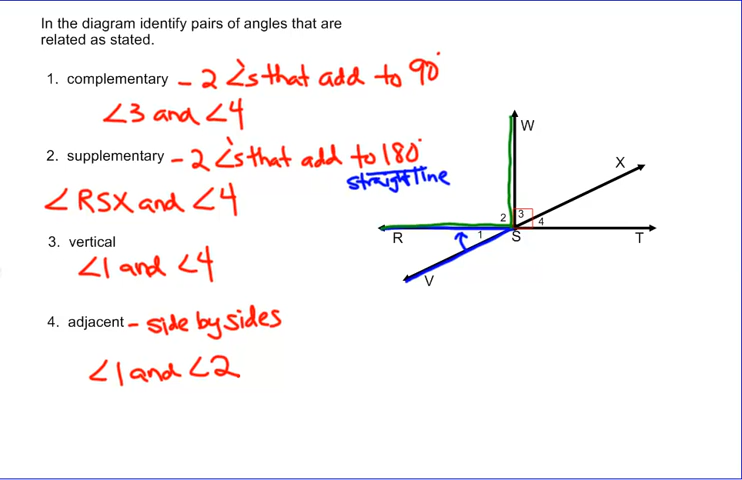 In the diagram identify pairs of angles that are
related as stated.
1. complementary – 2 ∠'s that add to 90°
∠3 and ∠4
2. supplementary – 2 ∠'s that add to 180°
straight line
∠RSX and ∠4
3. vertical
∠1 and ∠4
4. adjacent – side by sides
∠1 and ∠2
W
X
2 3 4
R 1 S T
V